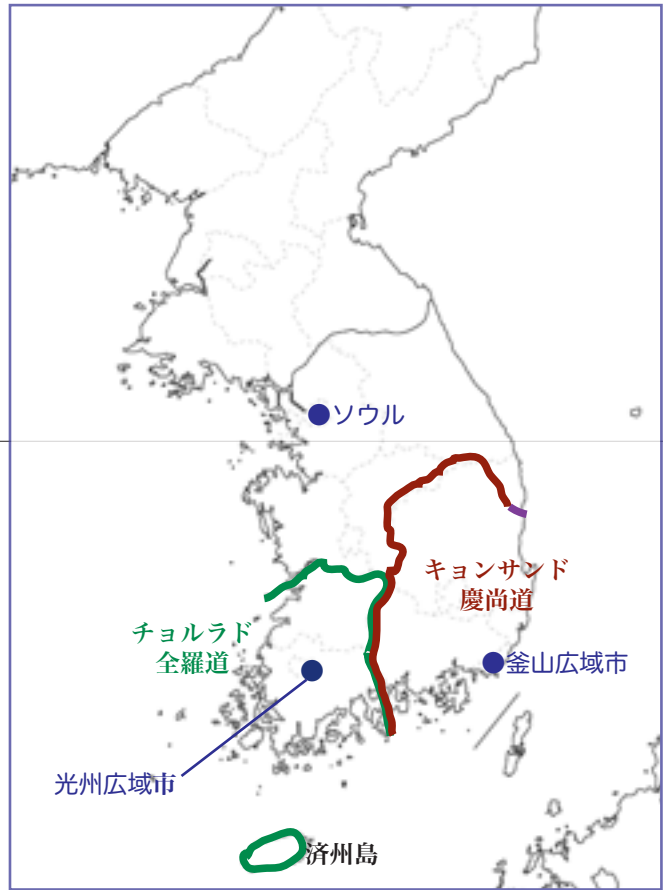 ソウル
キョンサンド
慶尚道
チョルラド
全羅道
釜山広域市
光州広域市
済州島